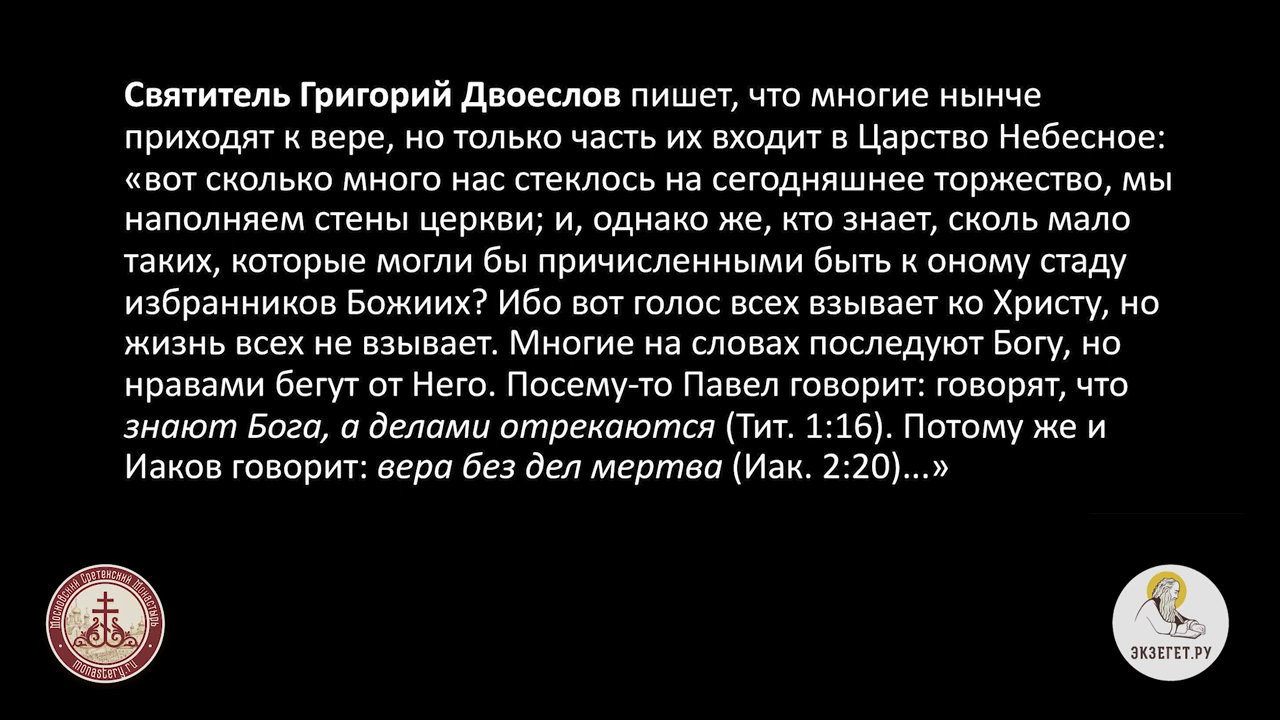 Святитель Григорий Двоеслов пишет, что многие нынче
приходят к вере, но только часть их входит в Царство Небесное:
«вот сколько много нас стеклось на сегодняшнее торжество, мы
наполняем стены церкви; и, однако же, кто знает, сколь мало
таких, которые могли бы причисленными быть к оному стаду
избранников Божиих? Ибо вот голос всех взывает ко Христу, но
жизнь всех не взывает. Многие на словах последуют Богу, но
нравами бегут от Него. Посему-то Павел говорит: говорят, что
знают Бога, а делами отрекаются (Тит. 1:16). Потому же и
Иаков говорит: вера без дел мертва (Иак. 2:20)...»
Московский Сретенский Монастырь
monastery.ru
ЭКЗЕГЕТ.РУ